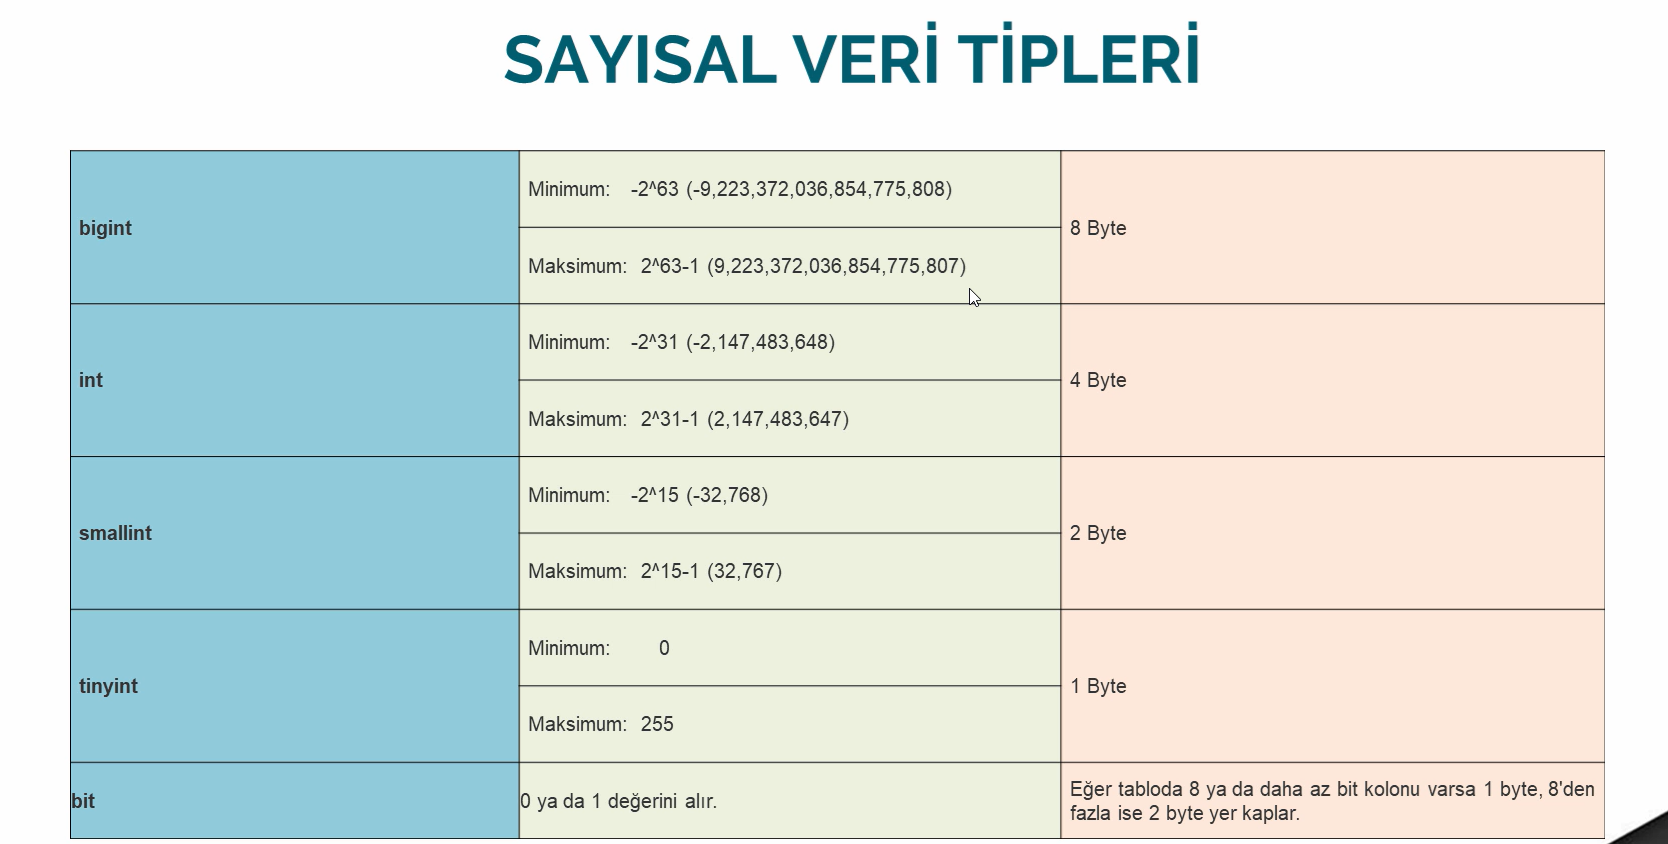 SAYISAL VERİ TİPLERİ
bigint
Minimum: -2^63 (-9,223,372,036,854,775,808)
Maksimum: 2^63-1 (9,223,372,036,854,775,807)
8 Byte
int
Minimum: -2^31 (-2,147,483,648)
Maksimum: 2^31-1 (2,147,483,647)
4 Byte
smallint
Minimum: -2^15 (-32,768)
Maksimum: 2^15-1 (32,767)
2 Byte
tinyint
Minimum: 0
Maksimum: 255
1 Byte
bit
0 ya da 1 değerini alır.
Eğer tabloda 8 ya da daha az bit kolonu varsa 1 byte, 8'den
fazla ise 2 byte yer kaplar.